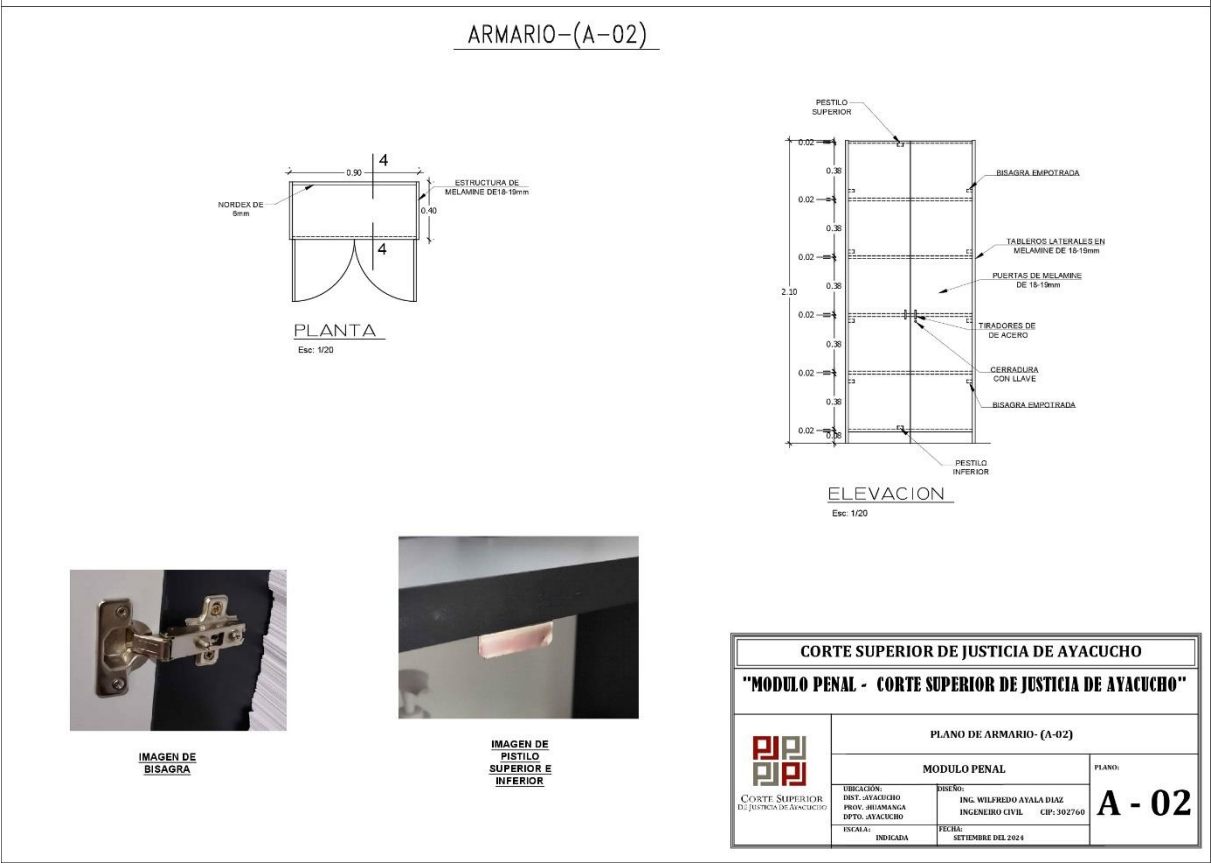 ARMARIO-(A-02)
4
0.90
ESTRUCTURA DE
MELAMINE DE18-19mm
NORDEX DE
6mm
0.40
4
PLANTA
Esc: 1/20
PESTILO
SUPERIOR
0.02
0.38
BISAGRA EMPOTRADA
0.02
0.38
TABLEROS LATERALES EN
MELAMINE DE 18-19mm
0.02
PUERTAS DE MELAMINE
DE 18-19mm
0.38
2.10
0.02
TIRADORES DE
DE ACERO
0.38
CERRADURA
CON LLAVE
0.02
0.38
BISAGRA EMPOTRADA
0.02
0.08
PESTILO
INFERIOR
ELEVACION
Esc: 1/20
IMAGEN DE
BISAGRA
IMAGEN DE
PISTILO
SUPERIOR E
INFERIOR
CORTE SUPERIOR DE JUSTICIA DE AYACUCHO
"MODULO PENAL - CORTE SUPERIOR DE JUSTICIA DE AYACUCHO"
CORTE SUPERIOR
DE JUSTICIA DE AYACUCHO
PLANO DE ARMARIO- (A-02)
MODULO PENAL
UBICACIÓN:
DIST. :AYACUCHO
PROV. :HUAMANGA
DPTO. :AYACUCHO
DISEÑO:
ING. WILFREDO AYALA DIAZ
INGENEIRO CIVIL CIP: 302760
ESCALA:
INDICADA
FECHA:
SETIEMBRE DEL 2024
PLANO:
A - 02